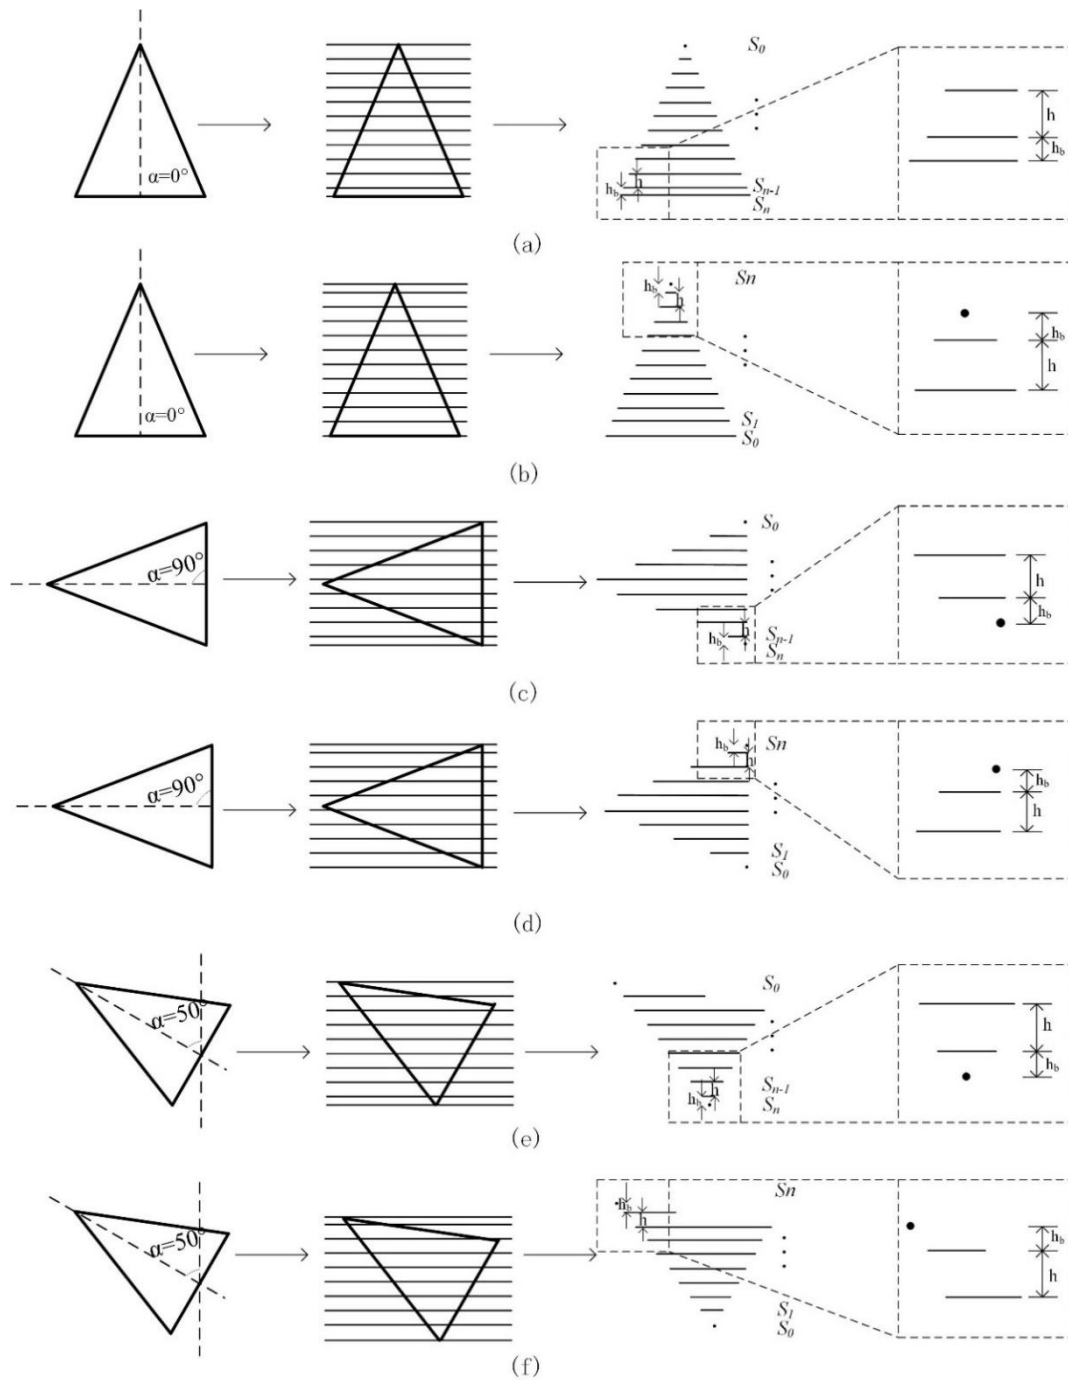 α=0°
S0
h
hb
h
hb
Sn-1
Sn
(a)
α=0°
Sn
hb
h
hb
h
S1
S0
(b)
α=90°
S0
h
hb
h
hb
Sn-1
Sn
(c)
α=90°
Sn
hb
h
hb
h
S1
S0
(d)
α=50°
S0
h
hb
h
hb
Sn-1
Sn
(e)
α=50°
Sn
hb
h
hb
h
S1
S0
(f)